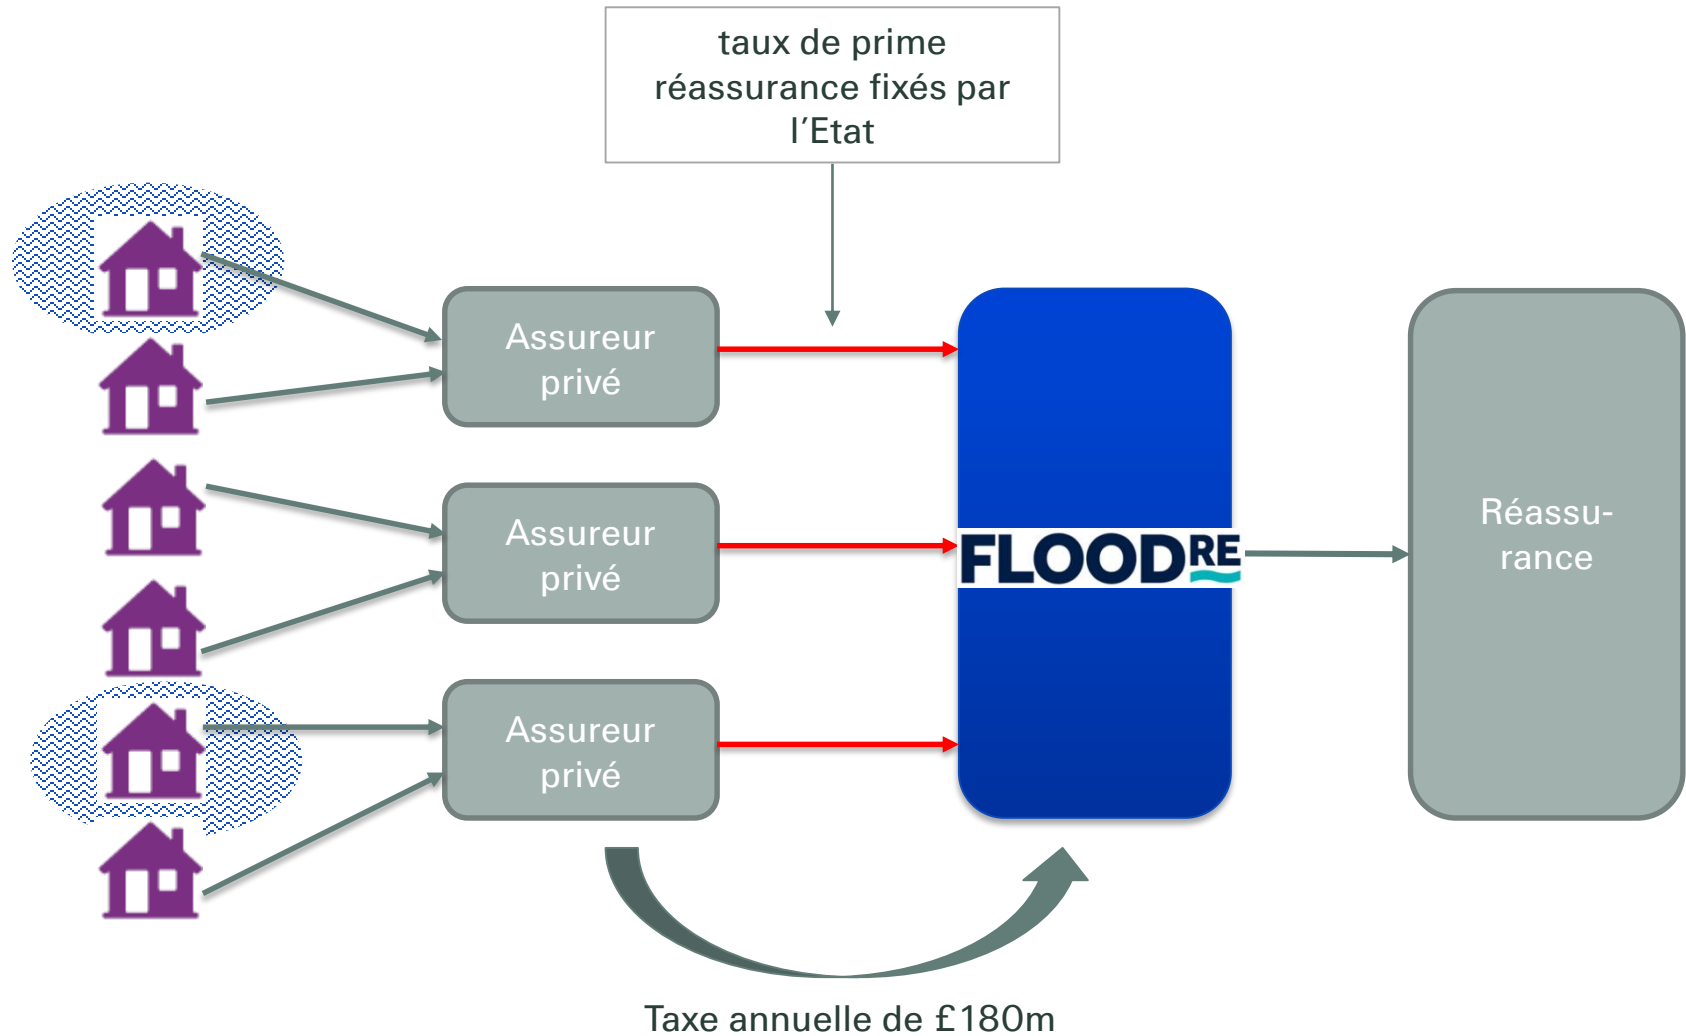 taux de prime
réassurance fixés par
l’Etat
Assureur
privé
Assureur
privé
Assureur
privé
FLOODRE
Réassu-
rance
Taxe annuelle de £180m